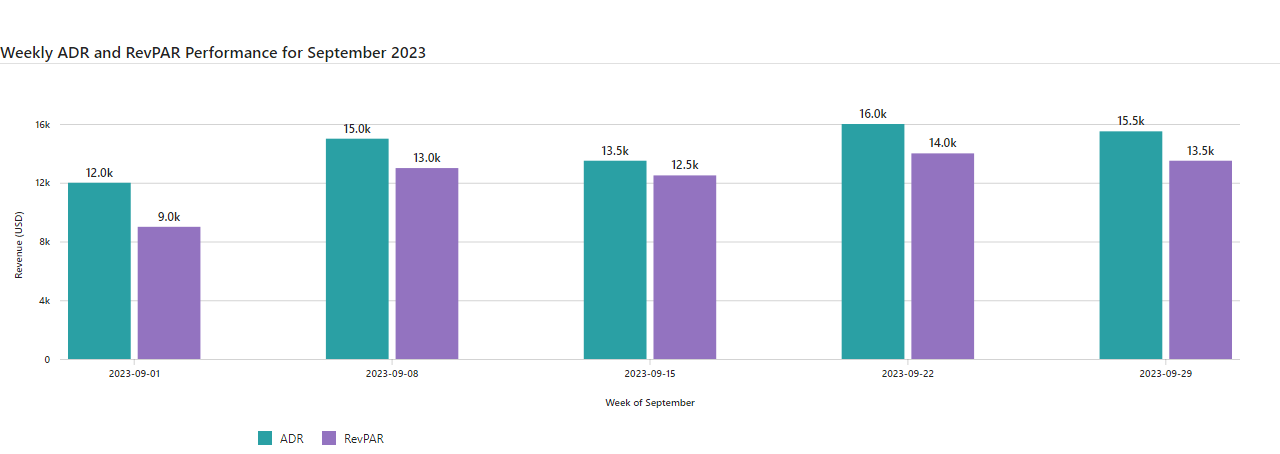 Weekly ADR and RevPAR Performance for September 2023
16.0k
15.5k
15.0k
16k
14.0k
13.5k
13.5k
13.0k
12.5k
12.0k
12k
9.0k
8k
Revenue (USD)
4k
0
2023-09-01
2023-09-08
2023-09-15
2023-09-22
2023-09-29
Week of September
ADR
RevPAR